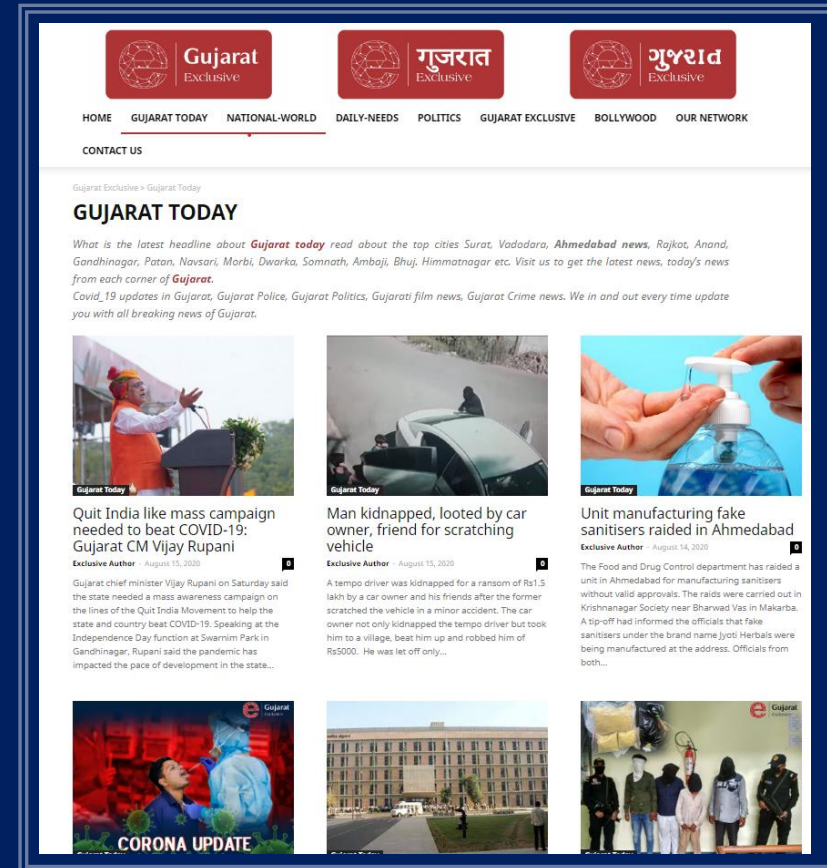 Gujarat
Exclusive
गुजरात
Exclusive
ગુજરાત
Exclusive
HOME GUJARAT TODAY NATIONAL-WORLD DAILY-NEEDS POLITICS GUJARAT EXCLUSIVE BOLLYWOOD OUR NETWORK
CONTACT US
Gujarat Exclusive > Gujarat Today
GUJARAT TODAY
What is the latest headline about Gujarat today read about the top cities Surat, Vadodara, Ahmedabad news, Rajkot, Anand,
Gandhinagar, Patan, Navsari, Morbi, Dwarka, Somnath, Ambaji, Bhuj. Himmatnagar etc. Visit us to get the latest news, today's news
from each corner of Gujarat.
Covid_19 updates in Gujarat, Gujarat Police, Gujarat Politics, Gujarati film news, Gujarat Crime news. We in and out every time update
you with all breaking news of Gujarat.
Gujarat Today
Quit India like mass campaign
needed to beat COVID-19:
Gujarat CM Vijay Rupani
Exclusive Author - August 15, 2020 0
Gujarat chief minister Vijay Rupani on Saturday said
the state needed a mass awareness campaign on
the lines of the Quit India Movement to help the
state and country beat COVID-19. Speaking at the
Independence Day function at Swarnim Park in
Gandhinagar, Rupani said the pandemic has
impacted the pace of development in the state...
Gujarat Today
Man kidnapped, looted by car
owner, friend for scratching
vehicle
Exclusive Author - August 15, 2020 0
A tempo driver was kidnapped for a ransom of Rs1.5
lakh by a car owner and his friends after the former
scratched the vehicle in a minor accident. The car
owner not only kidnapped the tempo driver but took
him to a village, beat him up and robbed him of
Rs5000. He was let off only...
Gujarat Today
Unit manufacturing fake
sanitisers raided in Ahmedabad
Exclusive Author - August 14, 2020 0
The Food and Drug Control department has raided a
unit in Ahmedabad for manufacturing sanitisers
without valid approvals. The raids were carried out in
Krishnanagar Society near Bharwad Vas in Makarba.
A tip-off had informed the officials that fake
sanitisers under the brand name Jyoti Herbals were
being manufactured at the address. Officials from
both...
Gujarat
Exclusive
CORONA UPDATE
Gujarat
Exclusive